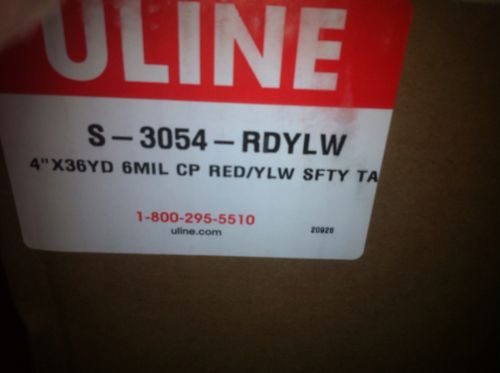 ULINE
S-3054-RDYLW
4"X36YD 6MIL CP RED/YLW SFTY TA
1-800-295-5510
uline.com
20928